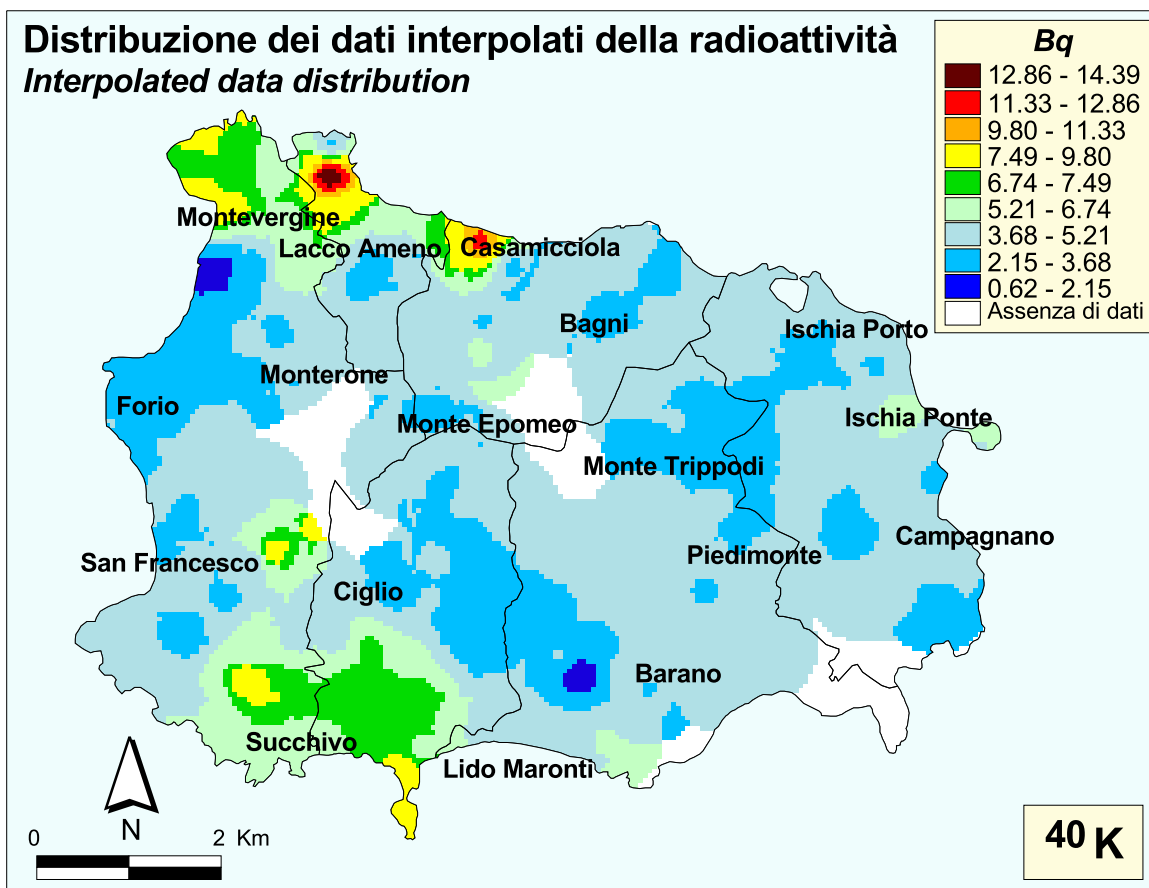 Distribuzione dei dati interpolati della radioattività
Interpolated data distribution
Bq
12.86 - 14.39
11.33 - 12.86
9.80 - 11.33
7.49 - 9.80
6.74 - 7.49
5.21 - 6.74
3.68 - 5.21
2.15 - 3.68
0.62 - 2.15
Assenza di dati
Montevergine
Lacco Ameno
Casamicciola
Bagni
Ischia Porto
Monterone
Forio
Monte Epomeo
Ischia Ponte
Monte Trippodi
Campagnano
Piedimonte
San Francesco
Ciglio
Barano
Succhivo
Lido Maronti
N
0 2 Km
40 K